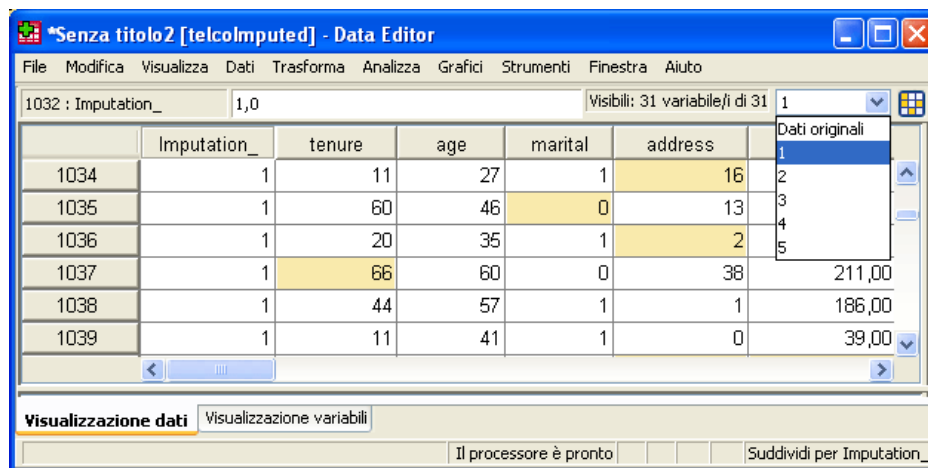 *Senza titolo2 [telcoImputed] - Data Editor
File Modifica Visualizza Dati Trasforma Analizza Grafici Strumenti Finestra Aiuto
1032 : Imputation_ 1,0 Visibili: 31 variabile/i di 31 1
Dati originali
1
2
3
4
5
Imputation_ tenure age marital address
1034 1 11 27 1 16
1035 1 60 46 0 13
1036 1 20 35 1 2
1037 1 66 60 0 38 211,00
1038 1 44 57 1 1 186,00
1039 1 11 41 1 0 39,00
Visualizzazione dati Visualizzazione variabili
Il processore è pronto Suddividi per Imputation_